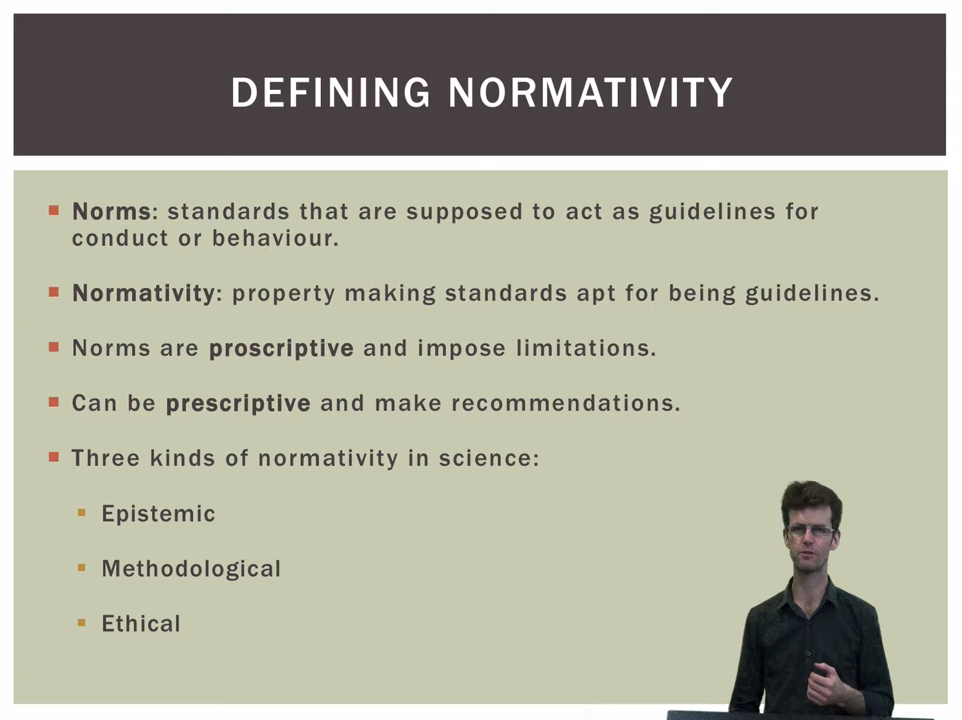 DEFINING NORMATIVITY
Norms: standards that are supposed to act as guidelines for
conduct or behaviour.
Normativity: property making standards apt for being guidelines.
Norms are proscriptive and impose limitations.
Can be prescriptive and make recommendations.
Three kinds of normativity in science:
Epistemic
Methodological
Ethical